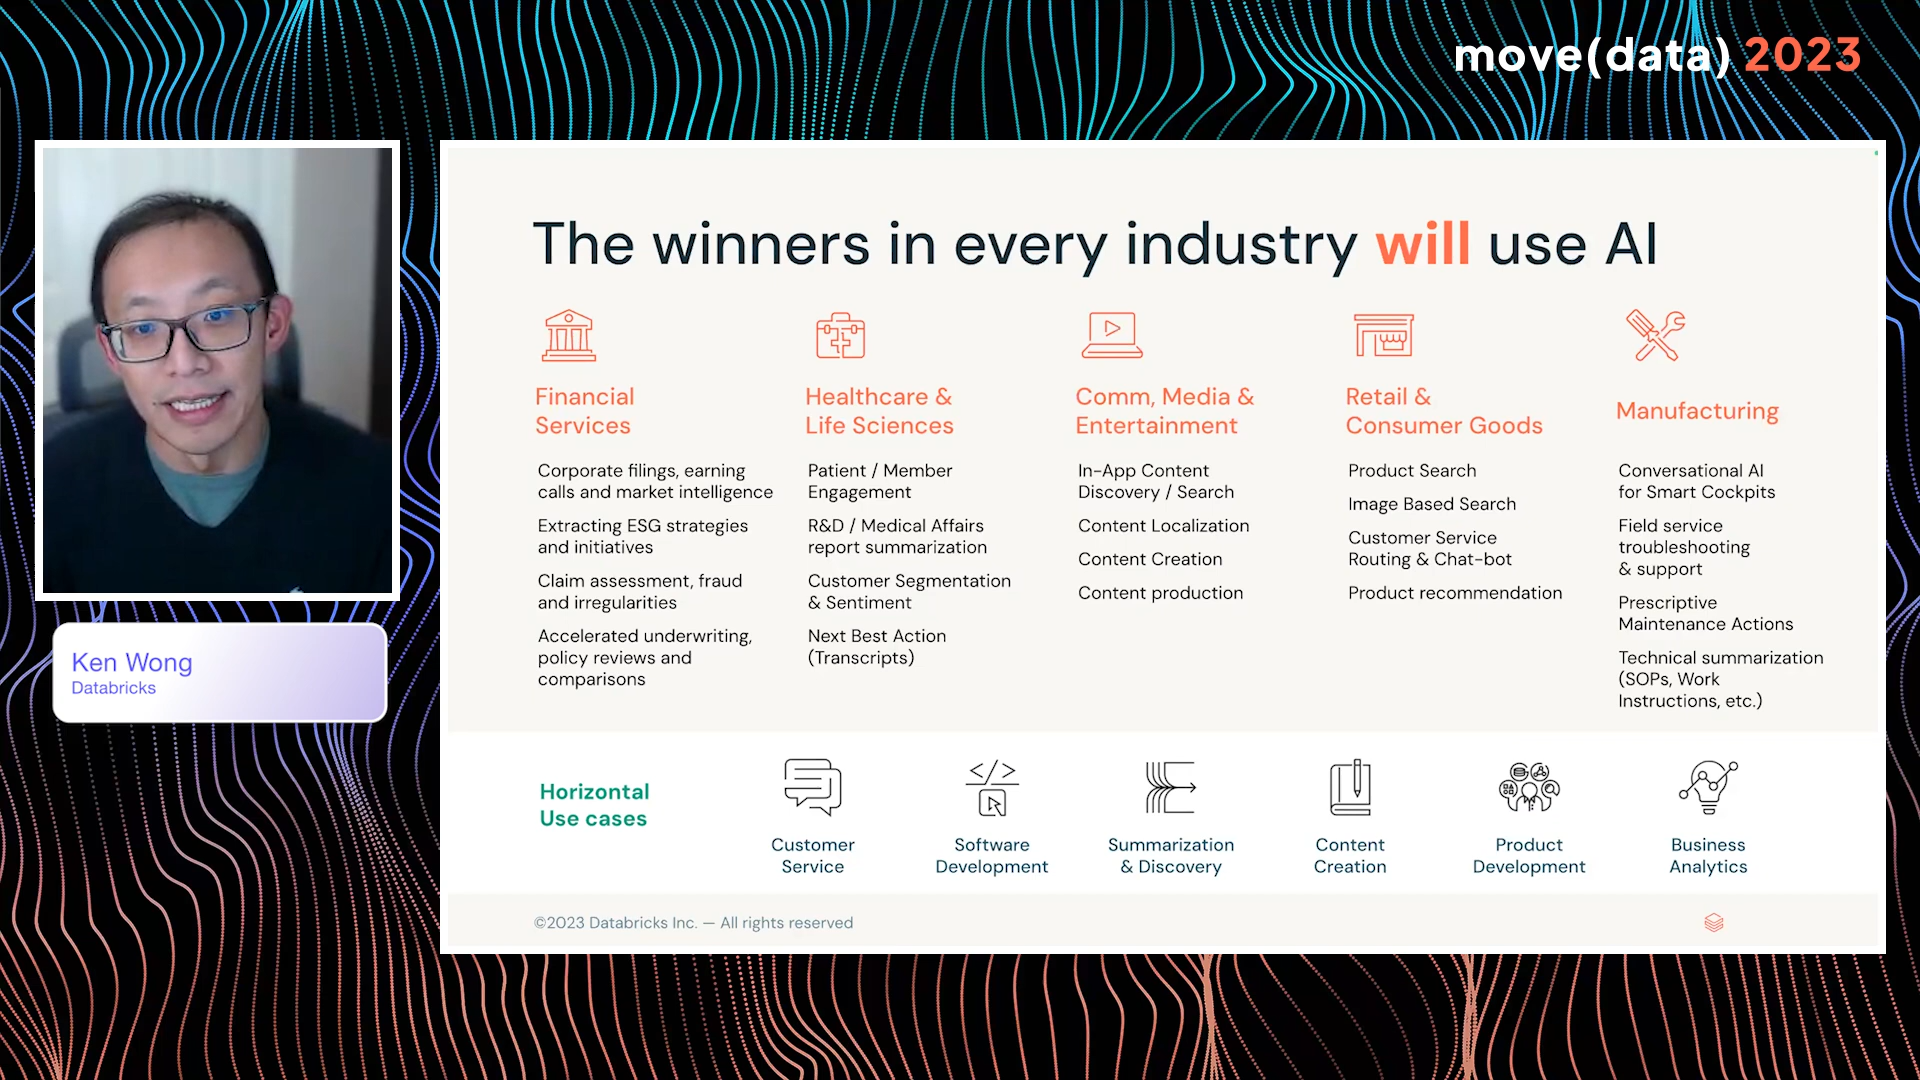 move(data) 2023
The winners in every industry will use AI
Financial
Services
Corporate filings, earning
calls and market intelligence
Extracting ESG strategies
and initiatives
Claim assessment, fraud
and irregularities
Accelerated underwriting,
policy reviews and
comparisons
Healthcare &
Life Sciences
Patient / Member
Engagement
R&D / Medical Affairs
report summarization
Customer Segmentation
& Sentiment
Next Best Action
(Transcripts)
Comm, Media &
Entertainment
In-App Content
Discovery / Search
Content Localization
Content Creation
Content production
Retail &
Consumer Goods
Product Search
Image Based Search
Customer Service
Routing & Chat-bot
Product recommendation
Manufacturing
Conversational AI
for Smart Cockpits
Field service
troubleshooting
& support
Prescriptive
Maintenance Actions
Technical summarization
(SOPs, Work
Instructions, etc.)
Ken Wong
Databricks
Horizontal
Use cases
Customer
Service
Software
Development
Summarization
& Discovery
Content
Creation
Product
Development
Business
Analytics
©2023 Databricks Inc. — All rights reserved